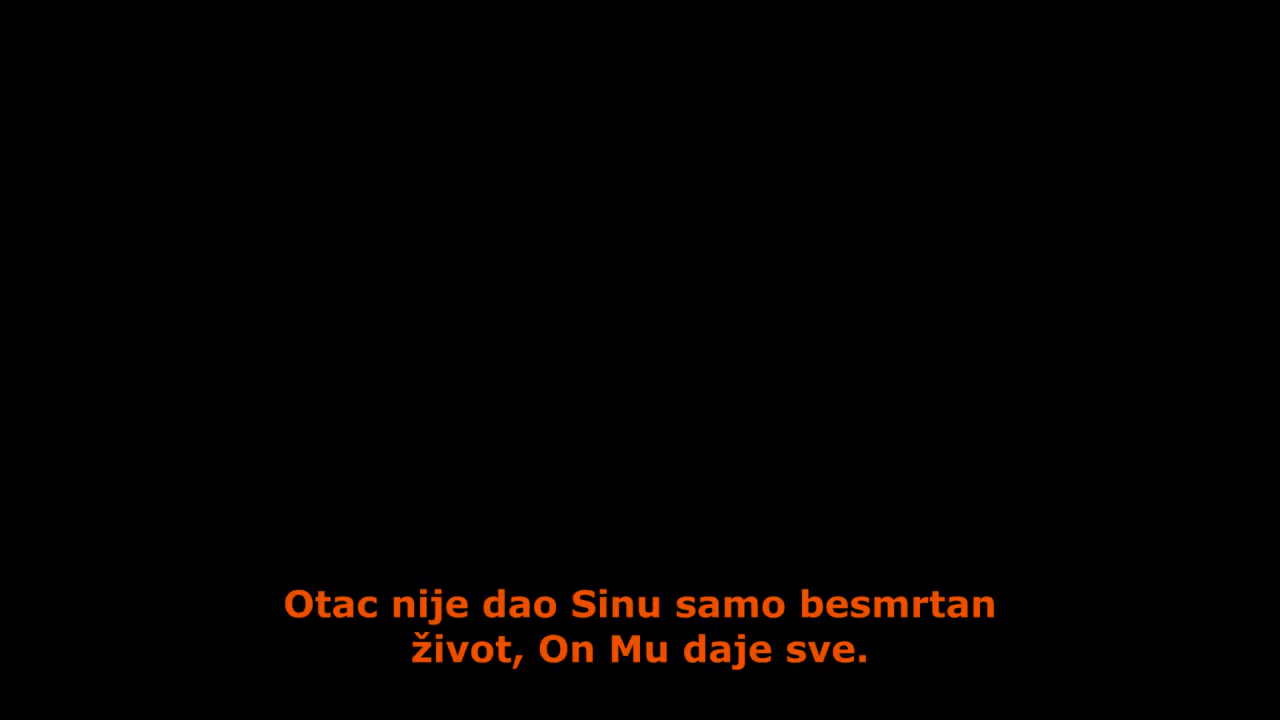 Otac nije dao Sinu samo besmrtan
život, On Mu daje sve.